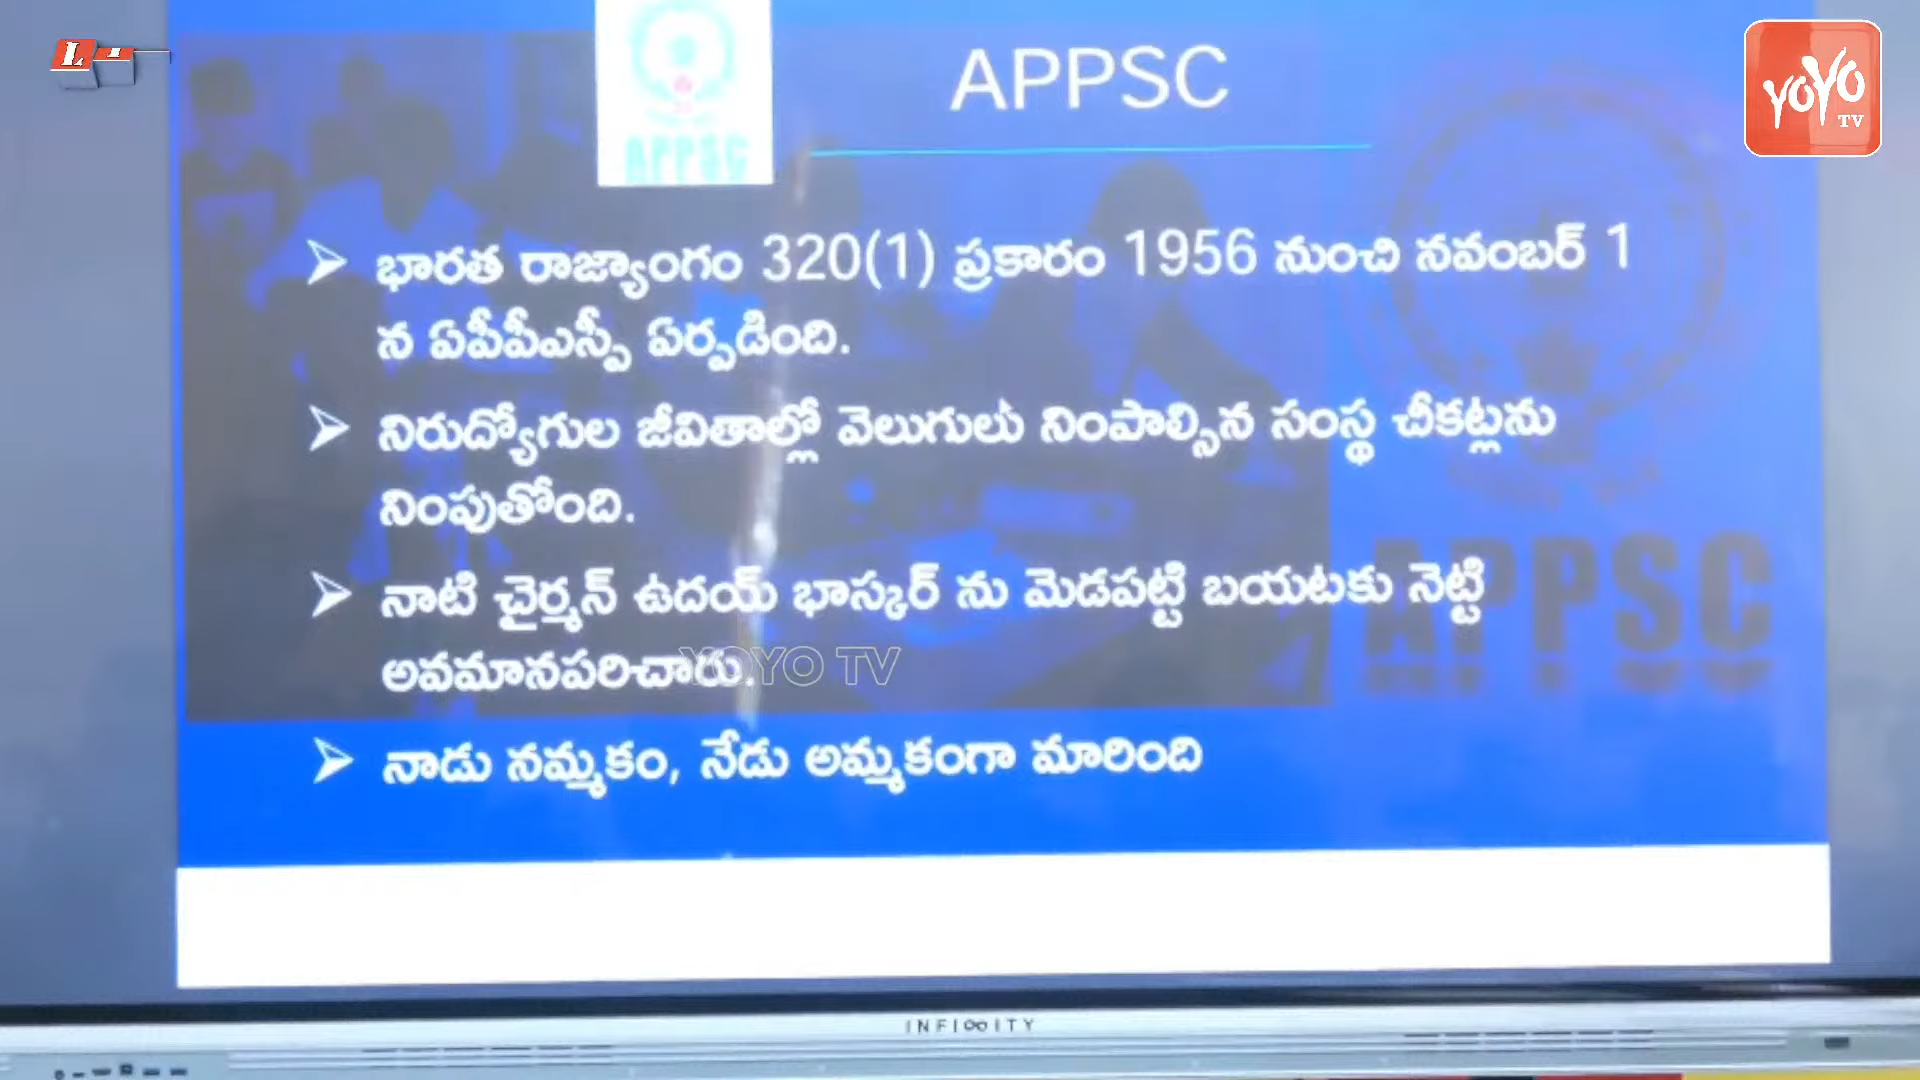 YOYO
TV
APPSC
APPSC
భారత రాజ్యాంగం 320(1) ప్రకారం 1956 నుంచి నవంబర్ 1
న ఏపీపీఎస్పీ ఏర్పడింది.
నిరుద్యోగుల జీవితాల్లో వెలుగులు నింపాల్సిన సంస్థ చీకట్లను
నింపుతోంది.
నాటి ఛైర్మన్ ఉదయ్ భాస్కర్ ను మెడపట్టి బయటకు నెట్టి
APPSC
అవమానపరిచారు.
YOYO TV
నాడు నమ్మకం, నేడు అమ్మకంగా మారింది
INFINITY